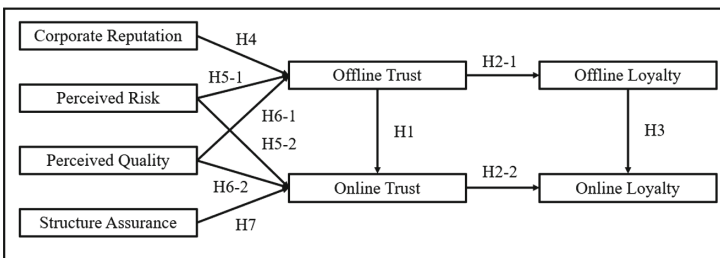 Corporate Reputation
H4
H5-1
Offline Trust
H2-1
Offline Loyalty
Perceived Risk
H6-1
H5-2
H1
H3
Perceived Quality
H6-2
Online Trust
H2-2
Online Loyalty
Structure Assurance
H7